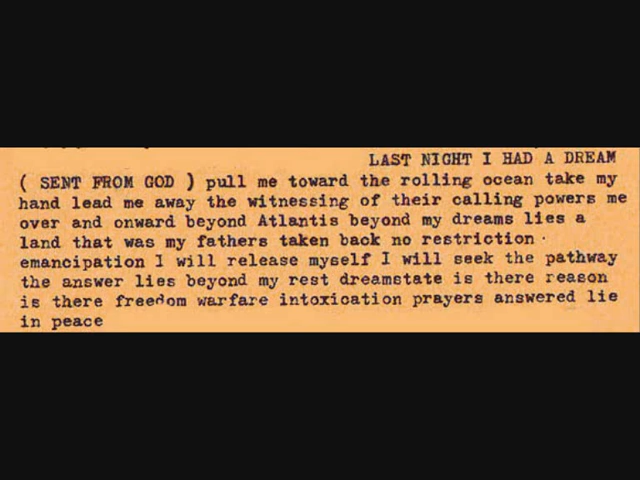 LAST NIGHT I HAD A DREAM
( SENT FROM GOD ) pull me toward the rolling ocean take my
hand lead me away the witnessing of their calling powers me
over and onward beyond Atlantis beyond my dreams lies a
land that was my fathers taken back no restriction
emancipation I will release myself I will seek the pathway
the answer lies beyond my rest dreamstate is there reason
is there freedom warfare intoxication prayers answered lie
in peace